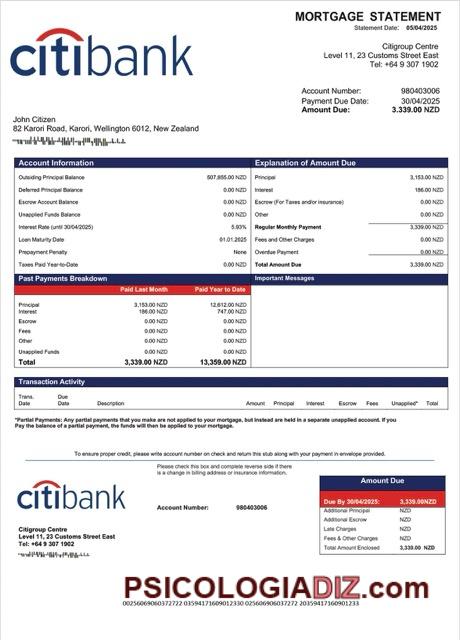 MORTGAGE STATEMENT
Statement Date: 05/04/2025
citibank
Citigroup Centre
Level 11, 23 Customs Street East
Tel: +64 9 307 1902
Account Number: 980403006
Payment Due Date: 30/04/2025
Amount Due: 3.339.00 NZD
John Citizen
82 Karori Road, Karori, Wellington 6012, New Zealand
Account Information
Outsiding Principal Balance 507,855.00 NZD
Deferred Principal Balance 0.00 NZD
Escrow Account Balance 0.00 NZD
Unapplied Funds Balance 0.00 NZD
Interest Rate (until 30/04/2025) 5.93%
Loan Maturity Date 01.01.2025
Prepayment Penalty None
Taxes Paid Year-to-Date 0.00 NZD
Explanation of Amount Due
Principal 3,153.00 NZD
Interest 186.00 NZD
Escrow (For Taxes and/or insurance) 0.00 NZD
Other 0.00 NZD
Regular Monthly Payment 3,339.00 NZD
Fees and Other Charges 0.00 NZD
Overdue Payment 0.00 NZD
Total Amount Due 3,339.00 NZD
Past Payments Breakdown
Paid Last Month Paid Year to Date
Principal 3,153.00 NZD 12,612.00 NZD
Interest 186.00 NZD 747.00 NZD
Escrow 0.00 NZD 0.00 NZD
Fees 0.00 NZD 0.00 NZD
Other 0.00 NZD 0.00 NZD
Unapplied Funds 0.00 NZD 0.00 NZD
Total 3,339.00 NZD 13,359.00 NZD
Important Messages
Transaction Activity
Trans. Date Due Date Description Amount Principal Interest Escrow Fees Unapplied* Total
*Partial Payments: Any partial payments that you make are not applied to your mortgage, but instead are held in a separate unapplied account. If you
Pay the balance of a partial payment, the funds will then be applied to your mortgage.
To ensure proper credit, please write account number on check and return this stub along with your payment in envelope provided.
Please check this box and complete reverse side if there
is a change in billing address or insurance information.
citibank
Account Number: 980403006
Citigroup Centre
Level 11, 23 Customs Street East
Tel: +64 9 307 1902
Amount Due
Due By 30/04/2025: 3,339.00NZD
Additional Principal NZD
Additional Escrow NZD
Late Charges NZD
Fees & Other Charges NZD
Total Amount Enclosed 3,339.00 NZD
PSICOLOGIADIZ.com